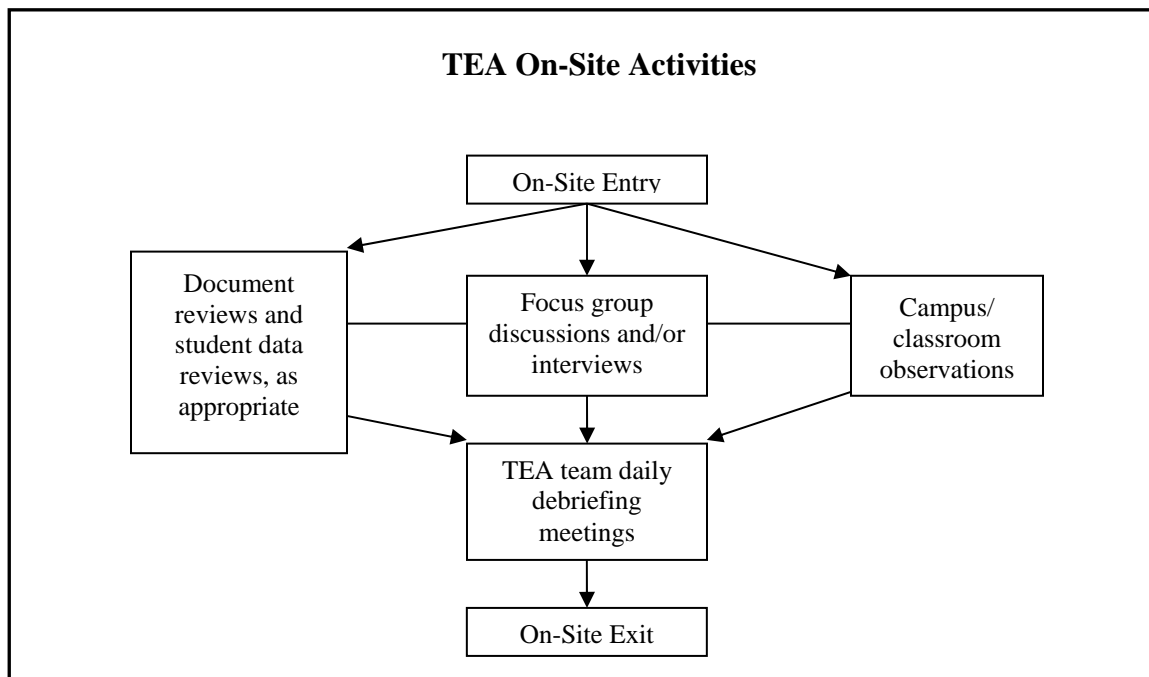 TEA On-Site Activities
On-Site Entry
Document
reviews and
student data
reviews, as
appropriate
Focus group
discussions and/or
interviews
Campus/
classroom
observations
TEA team daily
debriefing
meetings
On-Site Exit